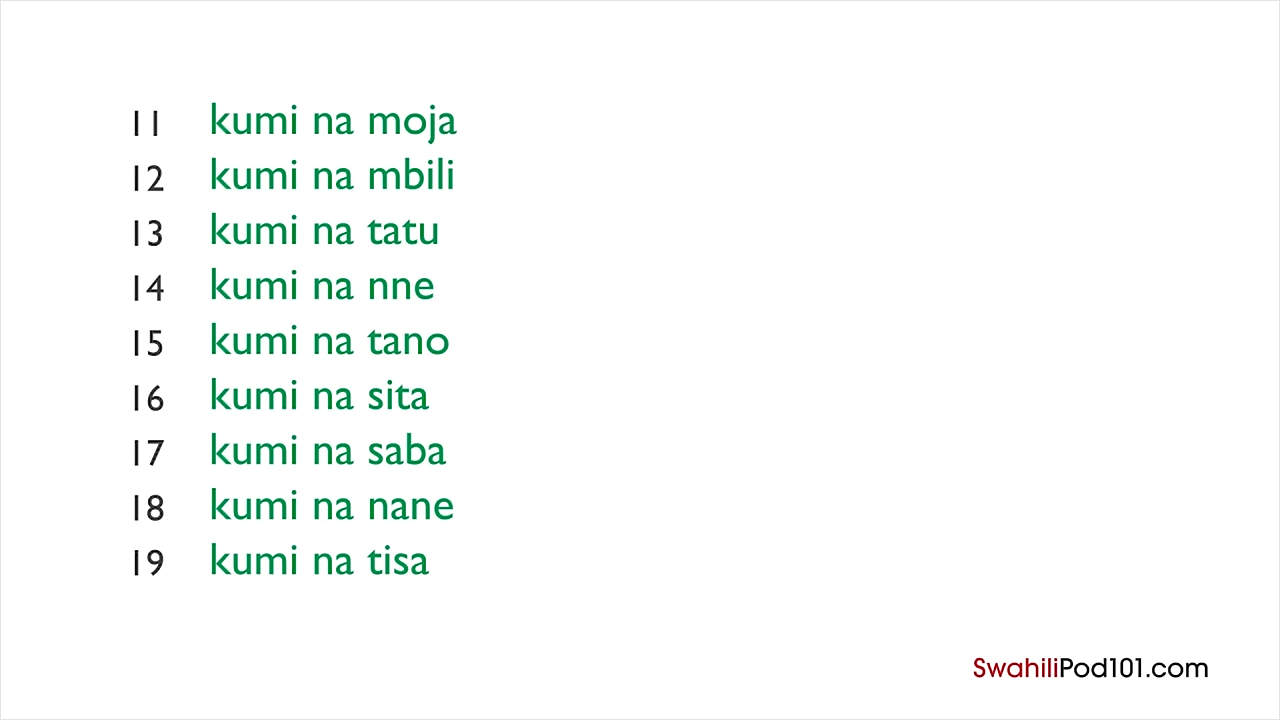 11 kumi na moja
12 kumi na mbili
13 kumi na tatu
14 kumi na nne
15 kumi na tano
16 kumi na sita
17 kumi na saba
18 kumi na nane
19 kumi na tisa
SwahiliPod101.com